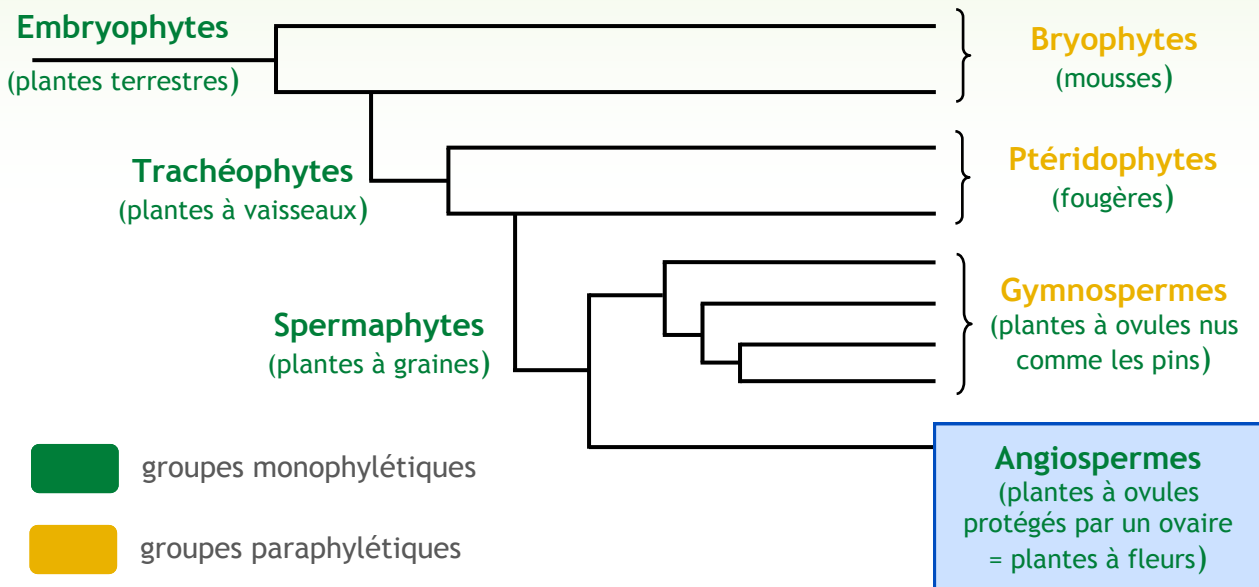 Embryophytes
(plantes terrestres)
Bryophytes
(mousses)
Trachéophytes
(plantes à vaisseaux)
Ptéridophytes
(fougères)
Spermaphytes
(plantes à graines)
Gymnospermes
(plantes à ovules nus
comme les pins)
Angiospermes
(plantes à ovules
protégés par un ovaire
= plantes à fleurs)
groupes monophylétiques
groupes paraphylétiques